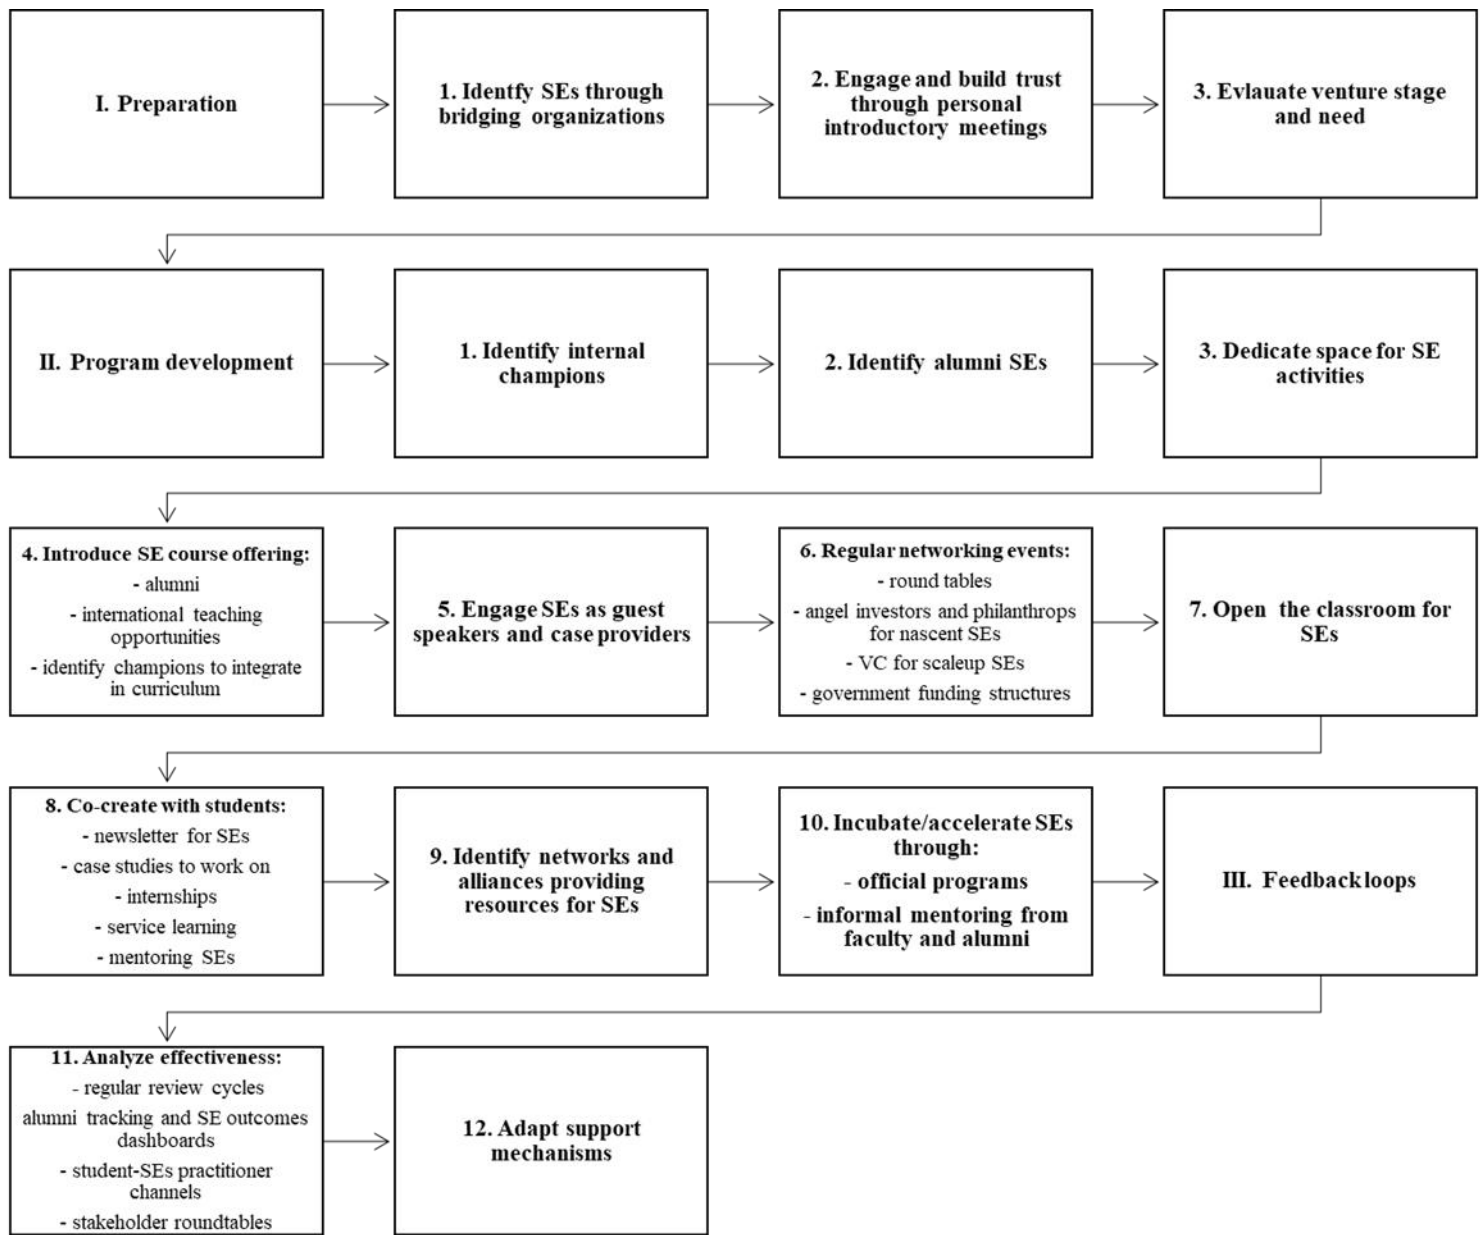 I. Preparation
1. Identfy SEs through
bridging organizations
2. Engage and build trust
through personal
introductory meetings
3. Evlauate venture stage
and need
II. Program development
1. Identify internal
champions
2. Identify alumni SEs
3. Dedicate space for SE
activities
4. Introduce SE course offering:
- alumni
- international teaching
opportunities
- identify champions to integrate
in curriculum
5. Engage SEs as guest
speakers and case providers
6. Regular networking events:
- round tables
- angel investors and philanthrops
for nascent SEs
- VC for scaleup SEs
- government funding structures
7. Open the classroom for
SEs
8. Co-create with students:
- newsletter for SEs
- case studies to work on
- internships
- service learning
- mentoring SEs
9. Identify networks and
alliances providing
resources for SEs
10. Incubate/accelerate SEs
through:
- official programs
- informal mentoring from
faculty and alumni
III. Feedback loops
11. Analyze effectiveness:
- regular review cycles
alumni tracking and SE outcomes
dashboards
- student-SEs practitioner
channels
- stakeholder roundtables
12. Adapt support
mechanisms